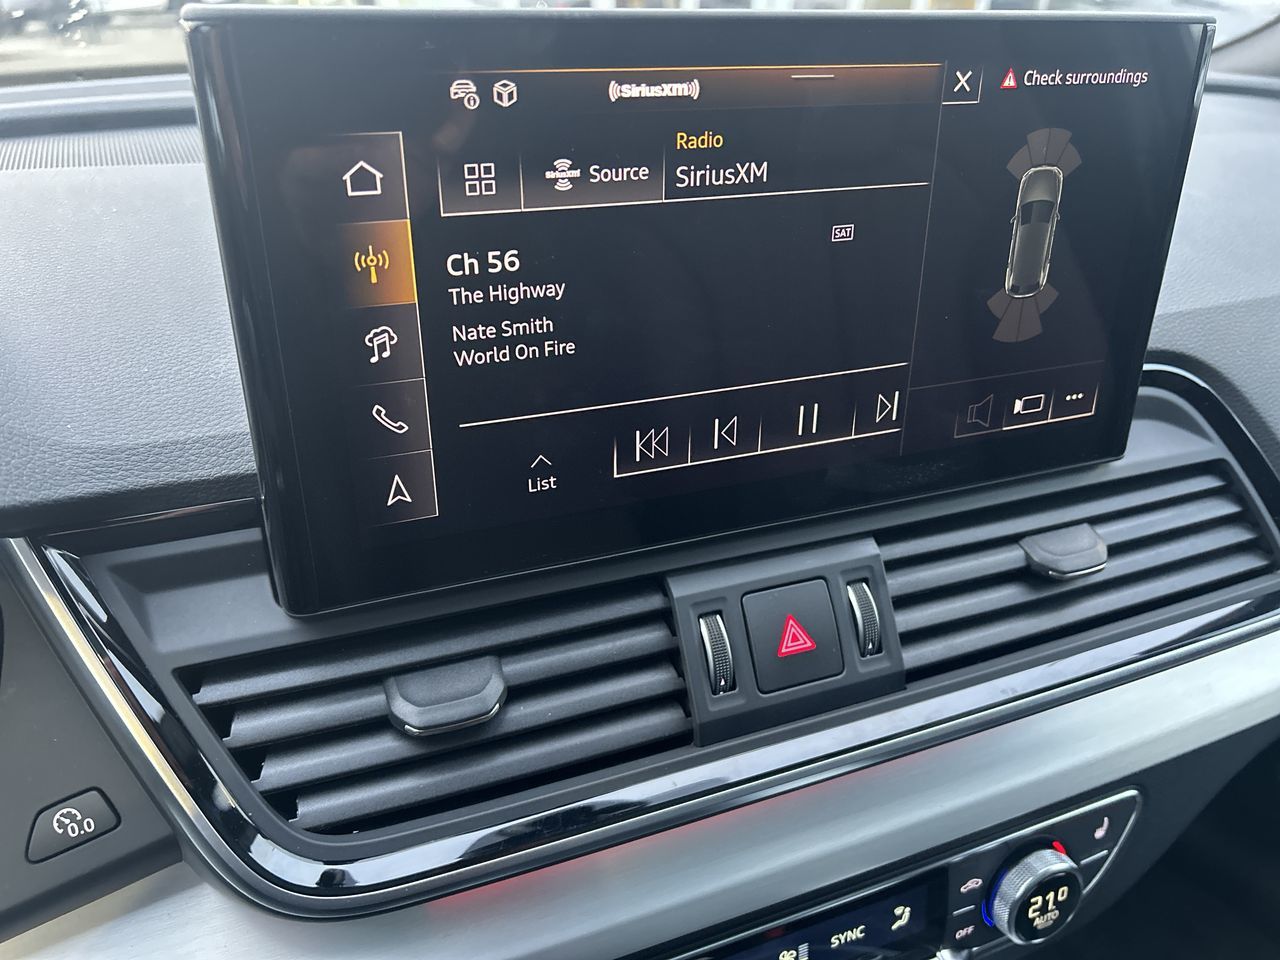 SiriusXM
Check surroundings
Radio
SiriusXM
Source
SiriusXM
SAT
Ch 56
The Highway
Nate Smith
World On Fire
List
0.0
21.0
AUTO
SYNC
OFF